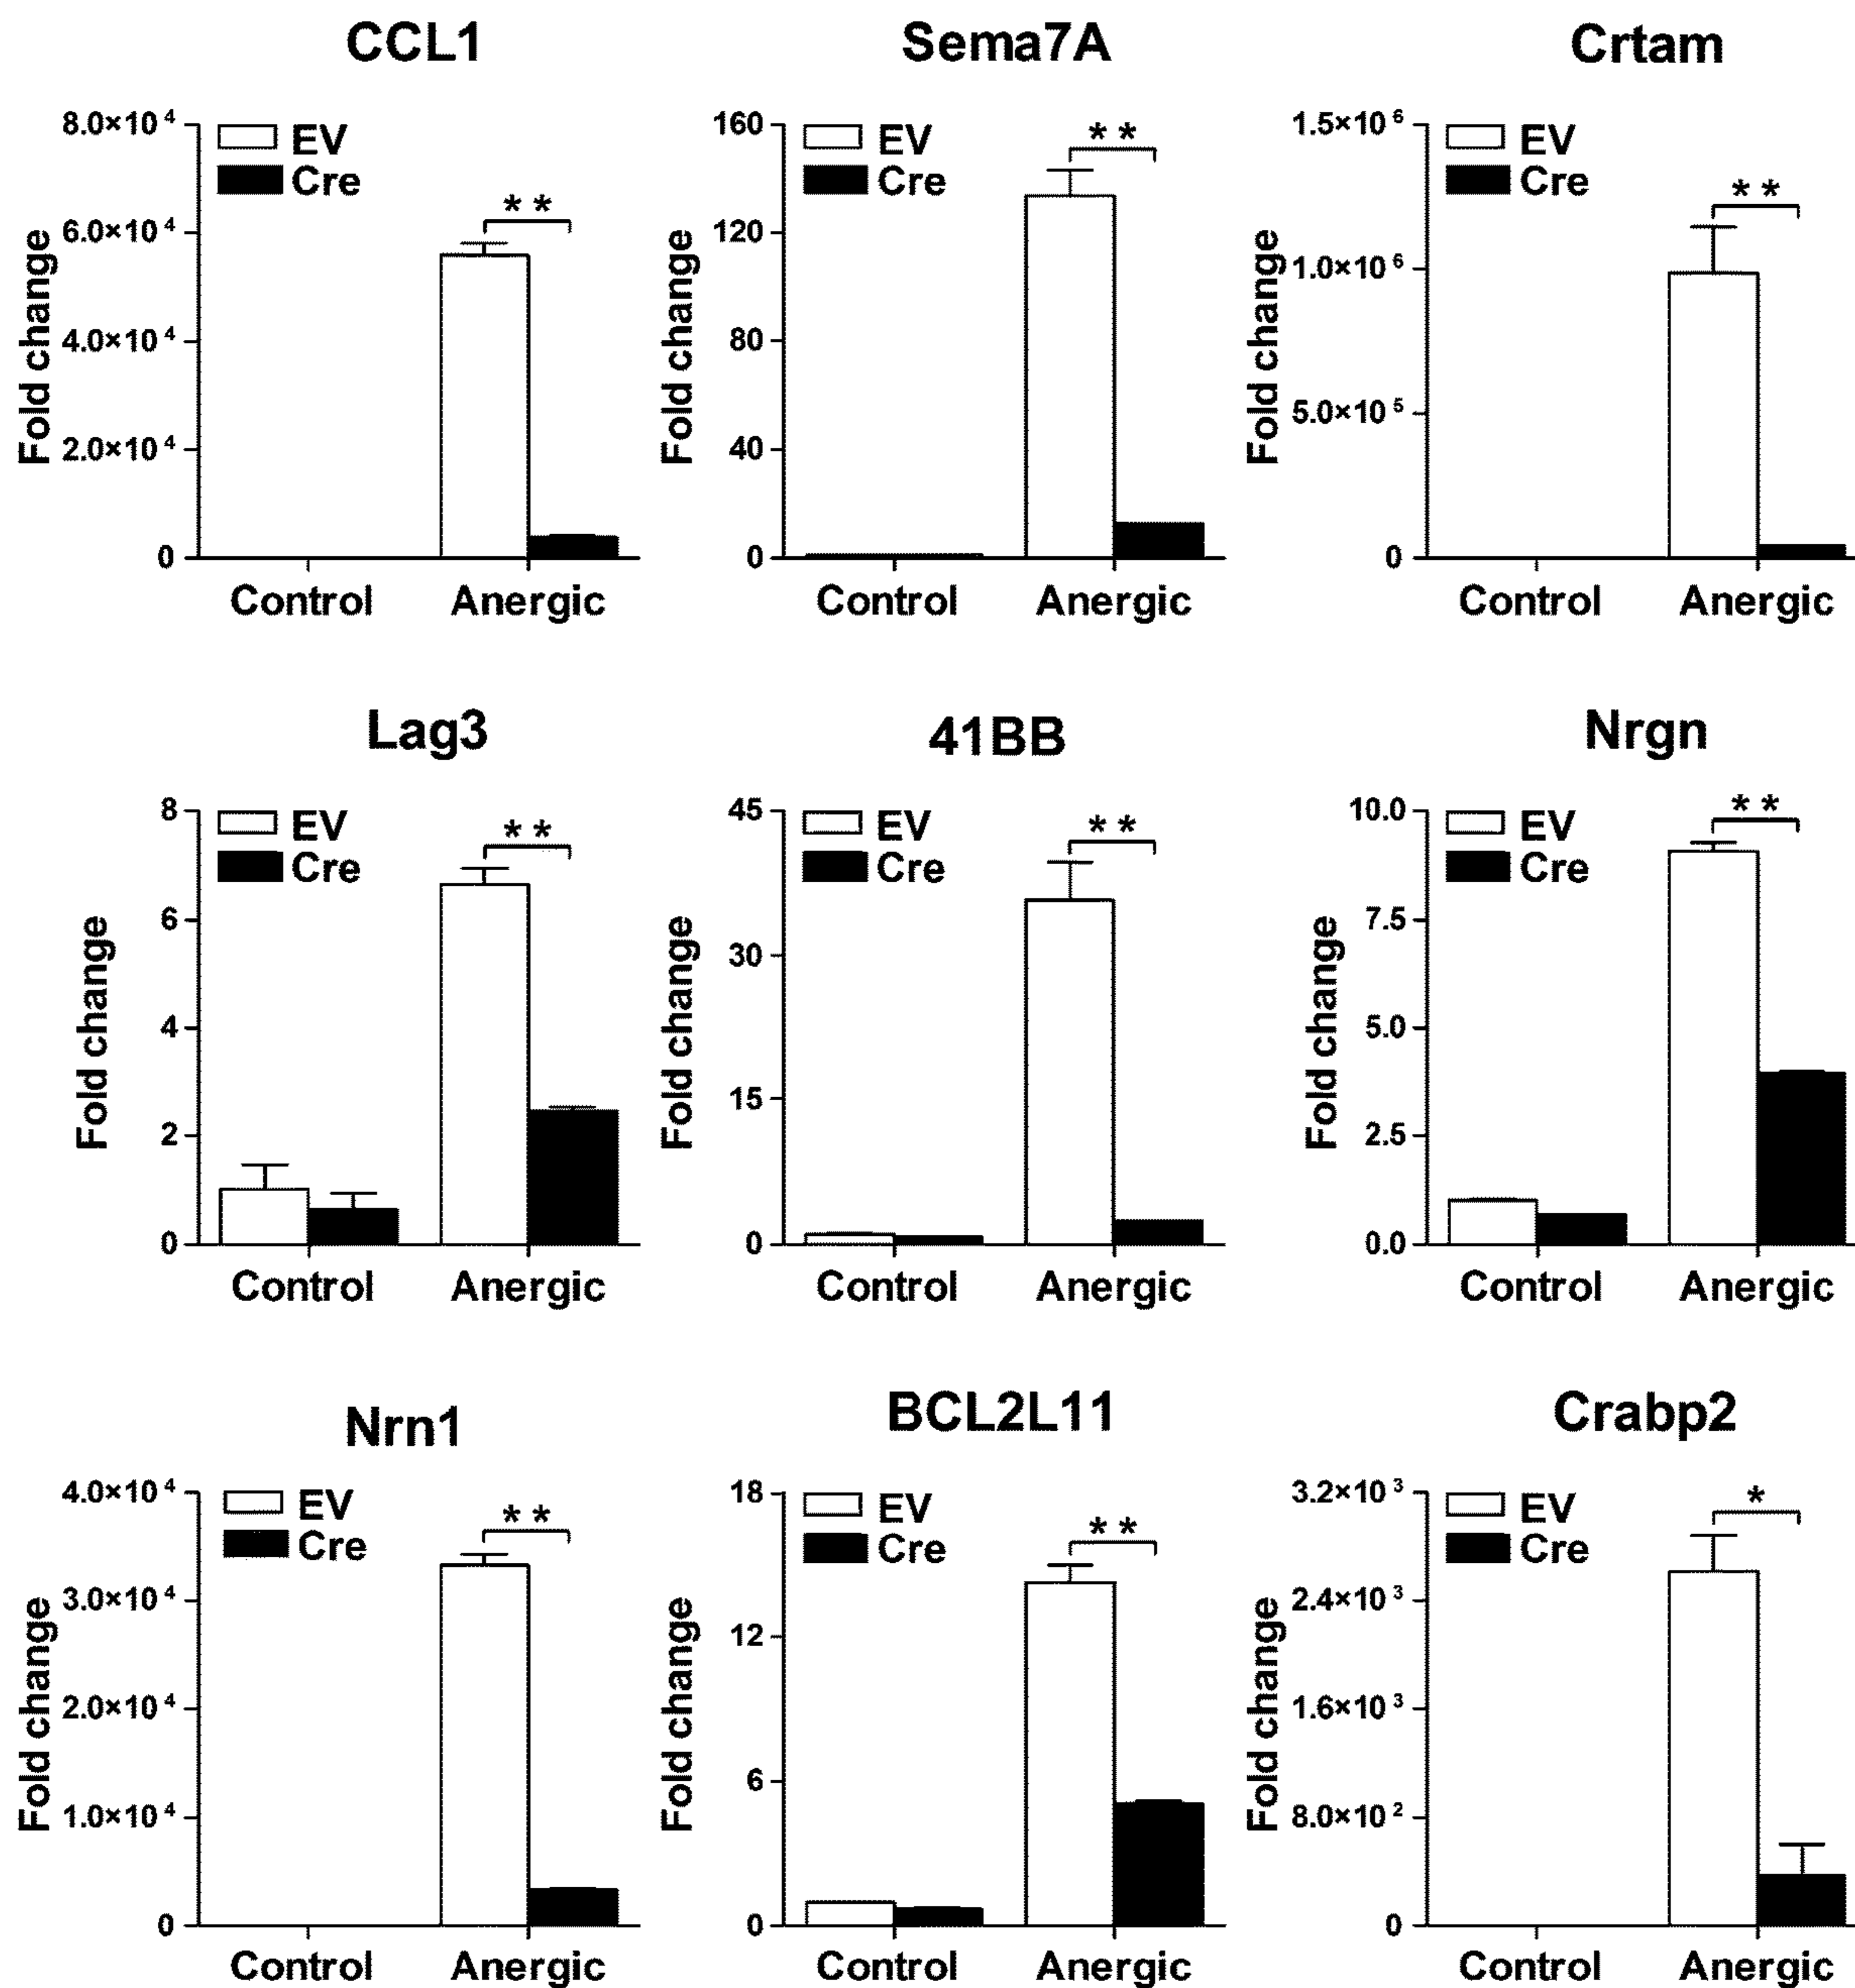 CCL1
Sema7A
Crtam
8.0×10⁴
6.0×10⁴
4.0×10⁴
2.0×10⁴
0
Fold change
EV
Cre
**
Control Anergic
160
120
80
40
0
Fold change
EV
Cre
**
Control Anergic
1.5×10⁶
1.0×10⁶
5.0×10⁵
0
Fold change
EV
Cre
**
Control Anergic
Lag3
41BB
Nrgn
8
6
4
2
0
Fold change
EV
Cre
**
Control Anergic
45
30
15
0
Fold change
EV
Cre
**
Control Anergic
10.0
7.5
5.0
2.5
0.0
Fold change
EV
Cre
**
Control Anergic
Nrn1
BCL2L11
Crabp2
4.0×10⁴
3.0×10⁴
2.0×10⁴
1.0×10⁴
0
Fold change
EV
Cre
**
Control Anergic
18
12
6
0
Fold change
EV
Cre
**
Control Anergic
3.2×10³
2.4×10³
1.6×10³
8.0×10²
0
Fold change
EV
Cre
*
Control Anergic